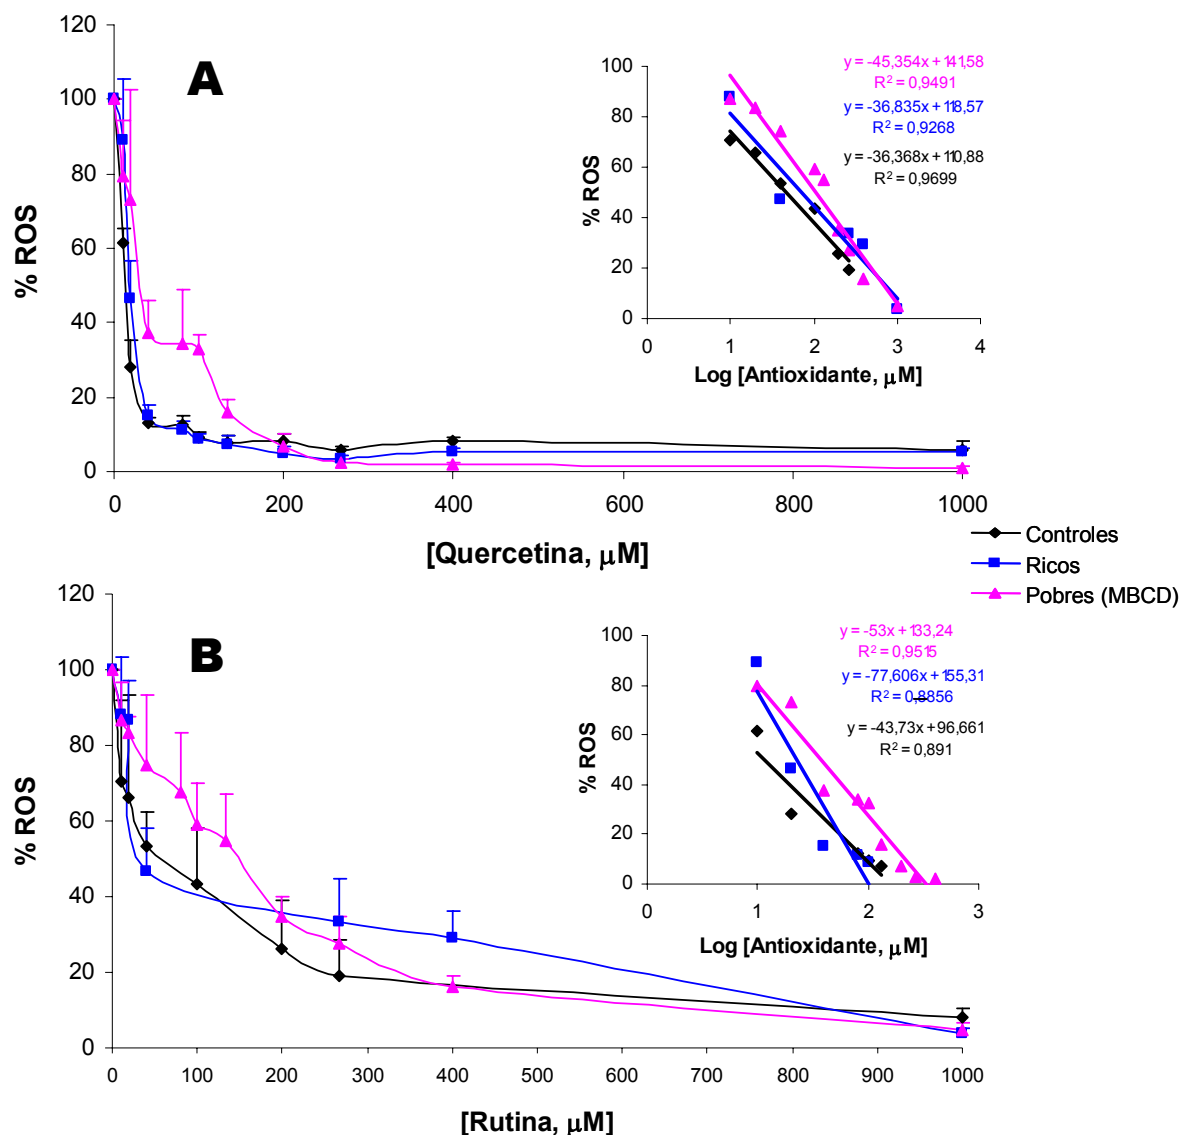 A
% ROS
120
100
80
60
40
20
0
0 200 400 600 800 1000
[Quercetina, μM]
y = -45,354x + 141,58
R² = 0,9491
y = -36,835x + 118,57
R² = 0,9268
y = -36,368x + 110,88
R² = 0,9699
% ROS
100
80
60
40
20
0
0 1 2 3 4
Log [Antioxidante, μM]
Controles
Ricos
Pobres (MBCD)
B
% ROS
120
100
80
60
40
20
0
0 100 200 300 400 500 600 700 800 900 1000
[Rutina, μM]
y = -53x + 133,24
R² = 0,9515
y = -77,606x + 155,31
R² = 0,8856
y = -43,73x + 96,661
R² = 0,891
% ROS
100
80
60
40
20
0
0 1 2 3
Log [Antioxidante, μM]